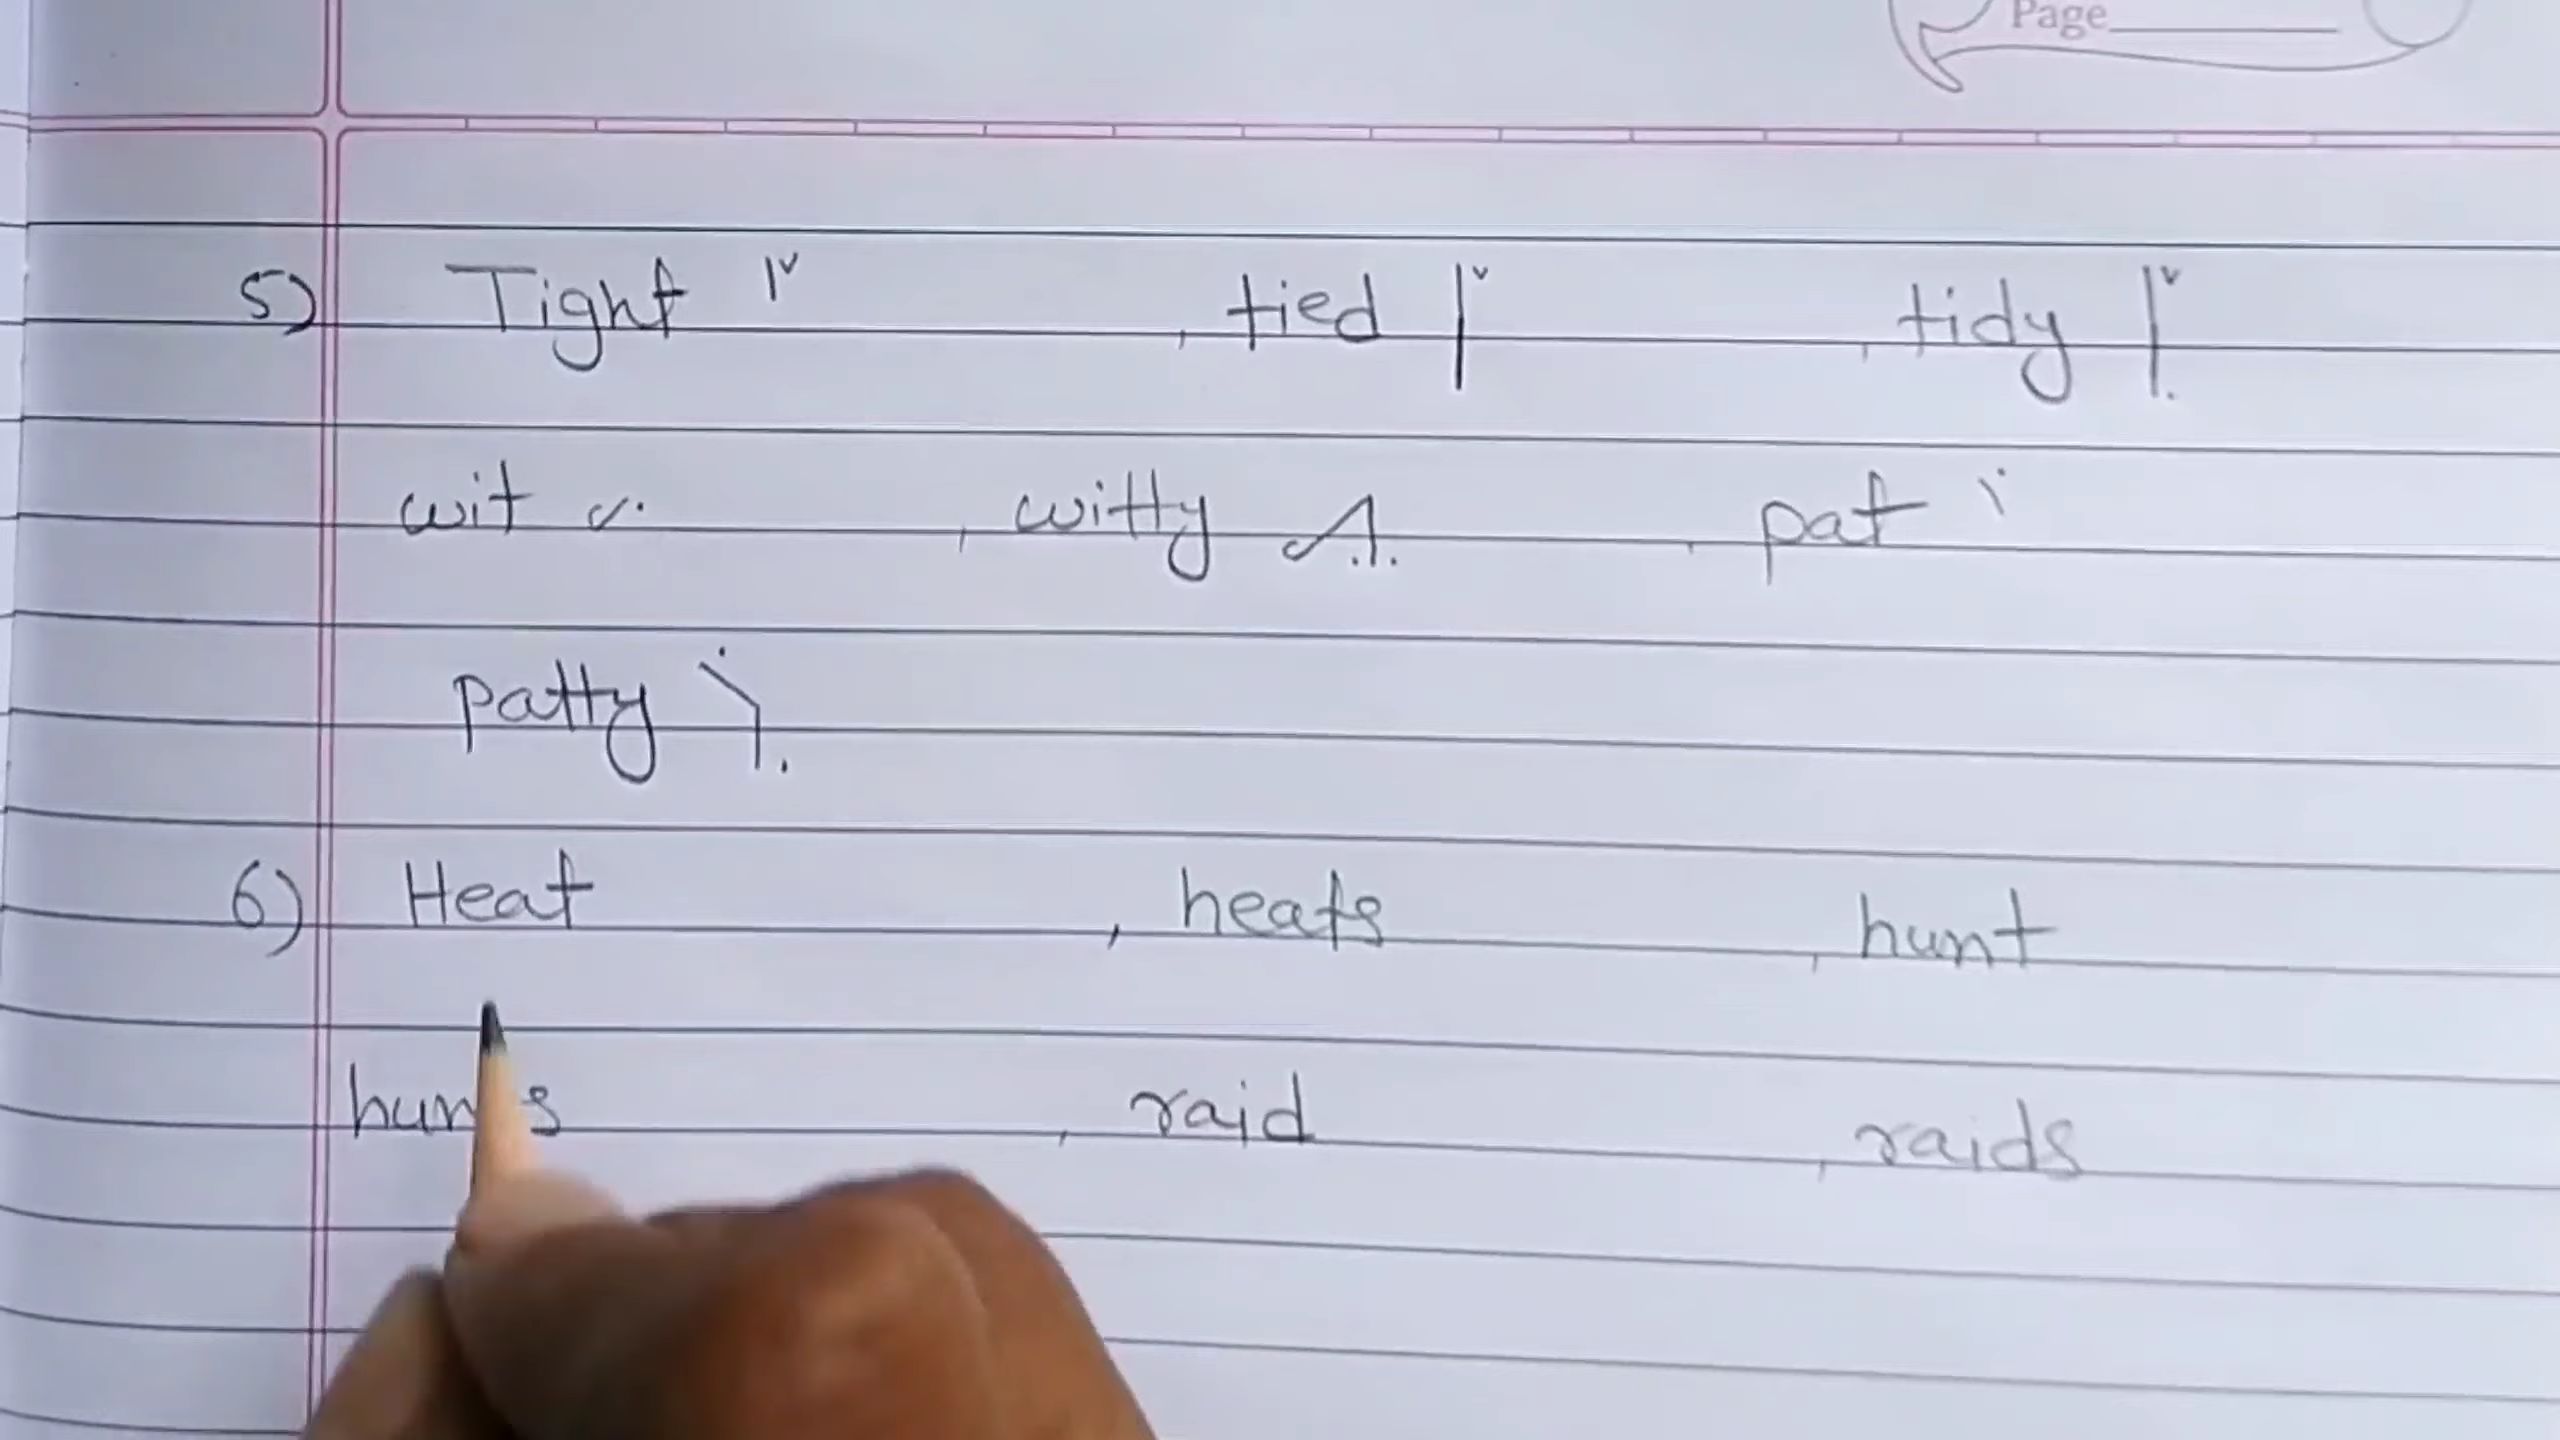 Page
5) Tight , tied , tidy
wit , witty , pat
patty
6) Heat , heats , hunt
, raid , raids